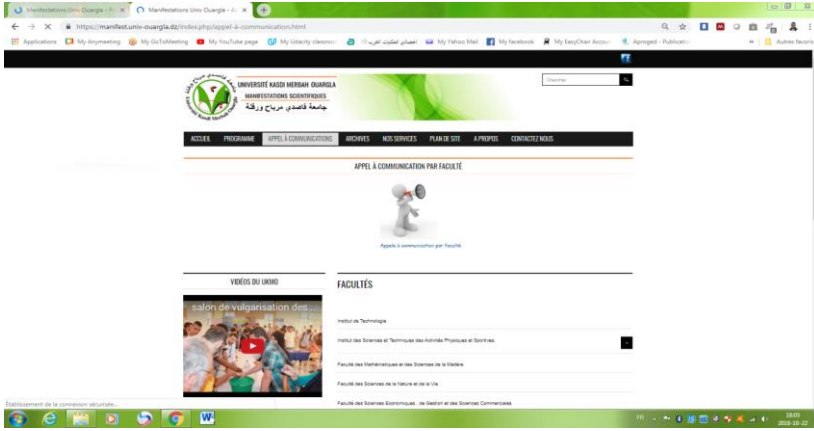 Manifestations Univ Ouargla - 
Manifestations Univ Ouargla - 
https://manifest.univ-ouargla.dz/index.php/appel-à-communication.html
Applications
My Anymeeting
My GoToMeeting
My YouTube page
My Udacity classroom
My Yahoo Mail
My facebook
My EasyChair Accou
Aproged - Publicati
Autres favoris
UNIVERSITÉ KASDI MERBAH OUARGLA
MANIFESTATIONS SCIENTIFIQUES
جامعة قاصدي مرباح ورقلة
Chercher
ACCUEIL PROGRAMME APPEL À COMMUNICATIONS ARCHIVES NOS SERVICES PLAN DE SITE A PROPOS CONTACTEZ NOUS
APPEL À COMMUNICATION PAR FACULTÉ
Appels à communication par faculté
VIDÉOS DU UKMO
salon de vulgarisation des...
FACULTÉS
Institut de Technologie
Institut des Sciences et Techniques des Activités Physiques et Sportives.
Faculté des Mathématiques et des Sciences de la Matière
Faculté des Sciences de la Nature et de la Vie
Faculté des Sciences Economiques , de Gestion et des Sciences Commerciales
Établissement de la connexion sécurisée...
FR
16:05
2018-10-22